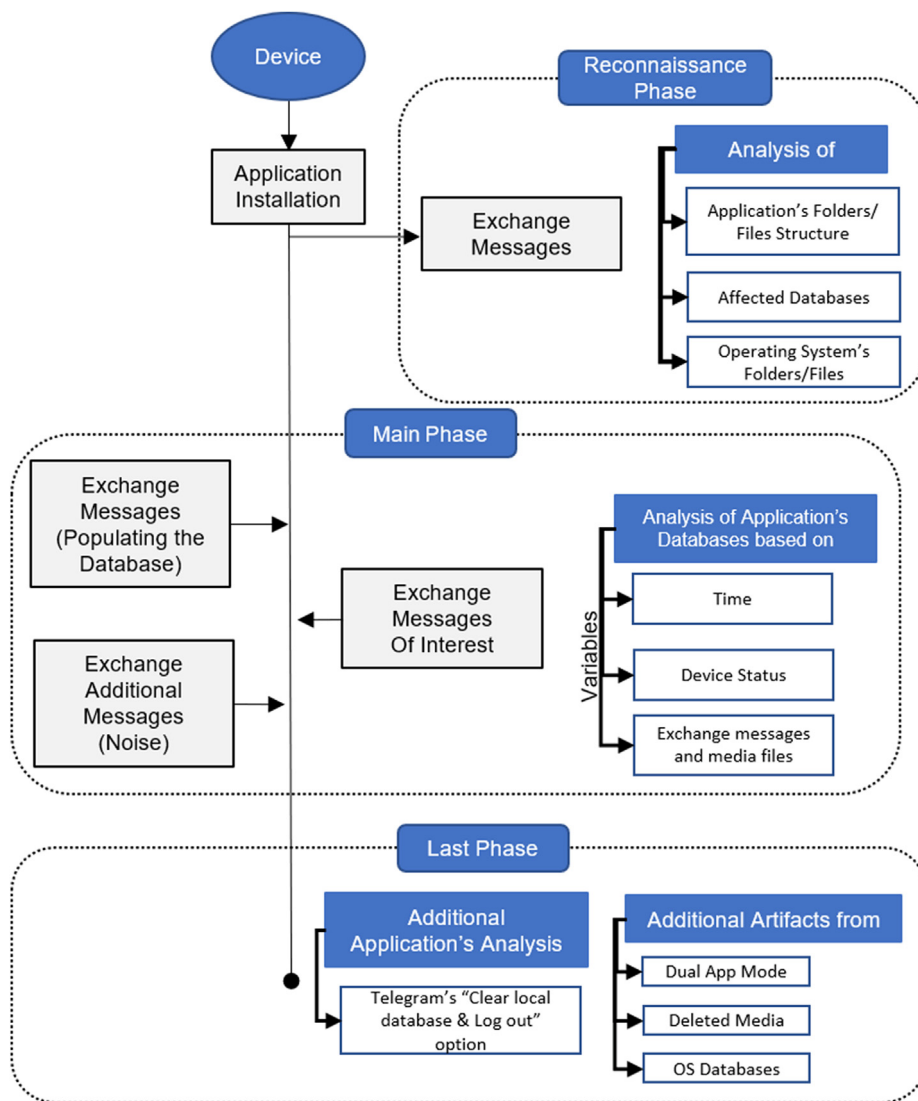 Device
Reconnaissance
Phase
Application
Installation
Analysis of
Exchange
Messages
Application's Folders/
Files Structure
Affected Databases
Operating System's
Folders/Files
Main Phase
Exchange
Messages
(Populating the
Database)
Exchange
Messages
Of Interest
Exchange
Additional
Messages
(Noise)
Analysis of Application's
Databases based on
Variables
Time
Device Status
Exchange messages
and media files
Last Phase
Additional
Application's Analysis
Telegram's “Clear local
database & Log out”
option
Additional Artifacts from
Dual App Mode
Deleted Media
OS Databases